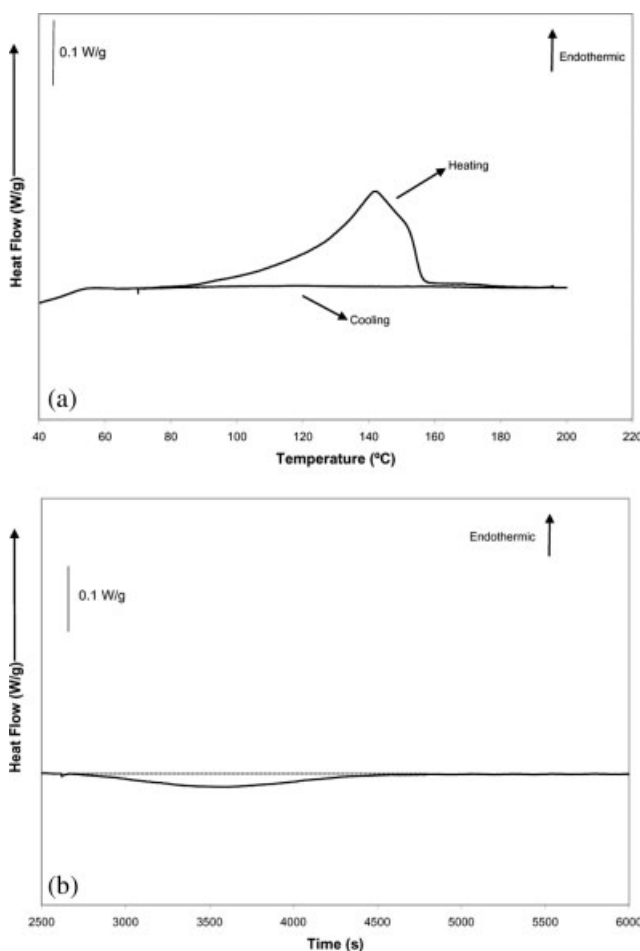 0.1 W/g
Endothermic
Heating
Heat Flow (W/g)
Cooling
(a)
40 60 80 100 120 140 160 180 200 220
Temperature (ºC)
Endothermic
0.1 W/g
Heat Flow (W/g)
(b)
2500 3000 3500 4000 4500 5000 5500 6000
Time (s)